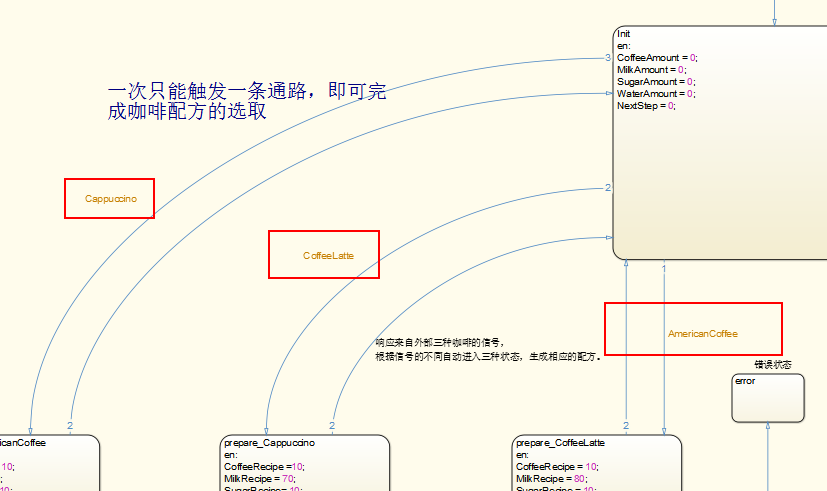 Init
en:
CoffeeAmount = 0;
MilkAmount = 0;
SugarAmount = 0;
WaterAmount = 0;
NextStep = 0;
3
2
1
一次只能触发一条通路，即可完
成咖啡配方的选取
Cappuccino
CoffeeLatte
AmericanCoffee
响应来自外部三种咖啡的信号，
根据信号的不同自动进入三种状态，生成相应的配方。
错误状态
error
2
2
2
icanCoffee
10;
;
10;
prepare_Cappuccino
en:
CoffeeRecipe =10;
MilkRecipe = 70;
SugarRecipe= 10;
prepare_CoffeeLatte
en:
CoffeeRecipe = 10;
MilkRecipe = 80;
SugarRecipe = 10;